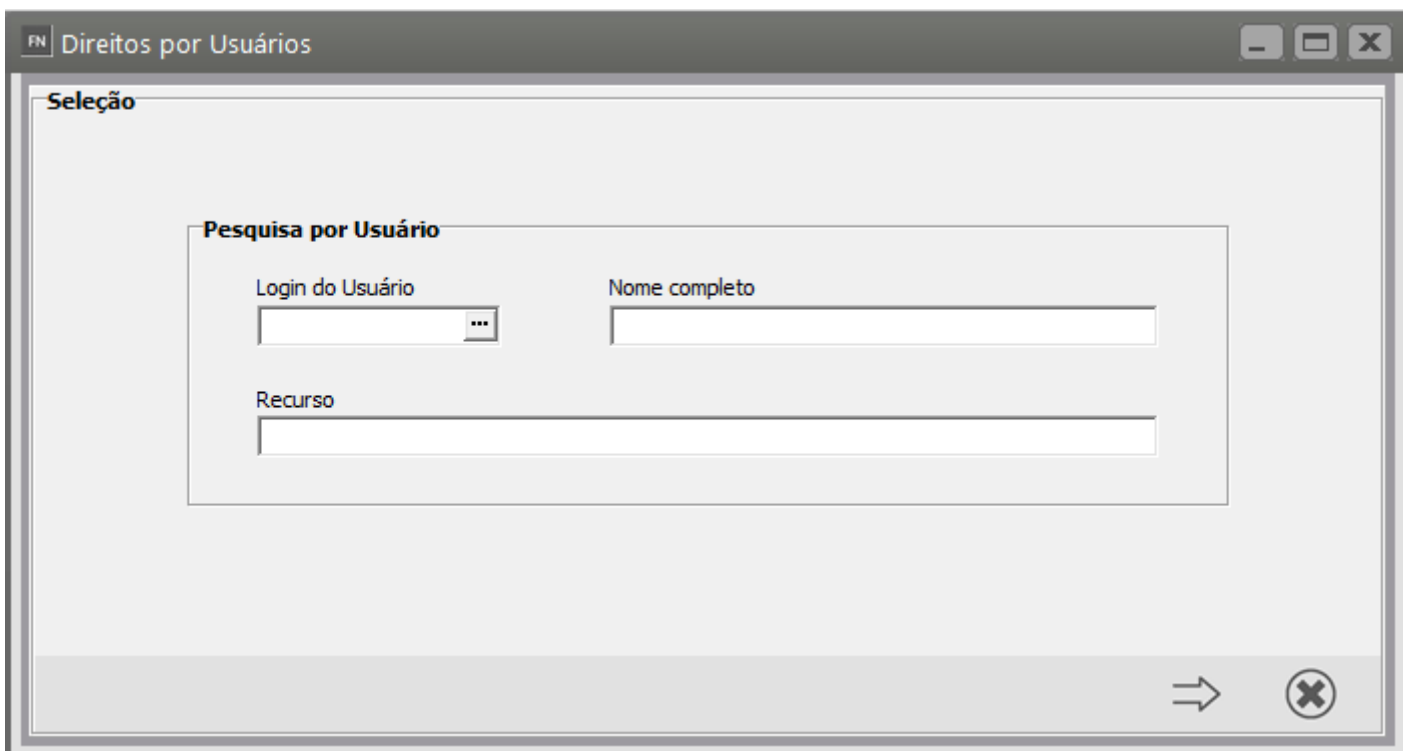 FN Direitos por Usuários
Seleção
Pesquisa por Usuário
Login do Usuário Nome completo
...
Recurso